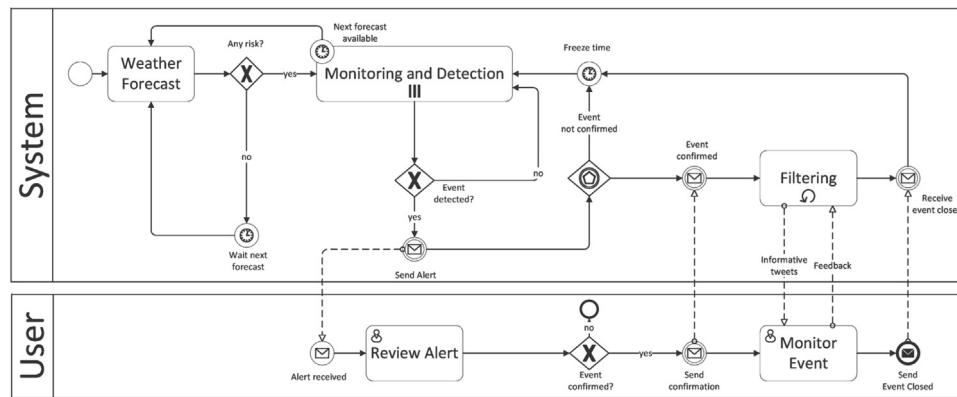 System
Weather
Forecast
Any risk?
yes
no
Wait next
forecast
Next forecast
available
Monitoring and Detection
no
Event
detected?
yes
Send Alert
Freeze time
Event
not confirmed
Event
confirmed
Filtering
Receive
event close
Informative
tweets
Feedback
User
Alert received
Review Alert
no
Event
confirmed?
yes
Send
confirmation
Monitor
Event
Send
Event Closed